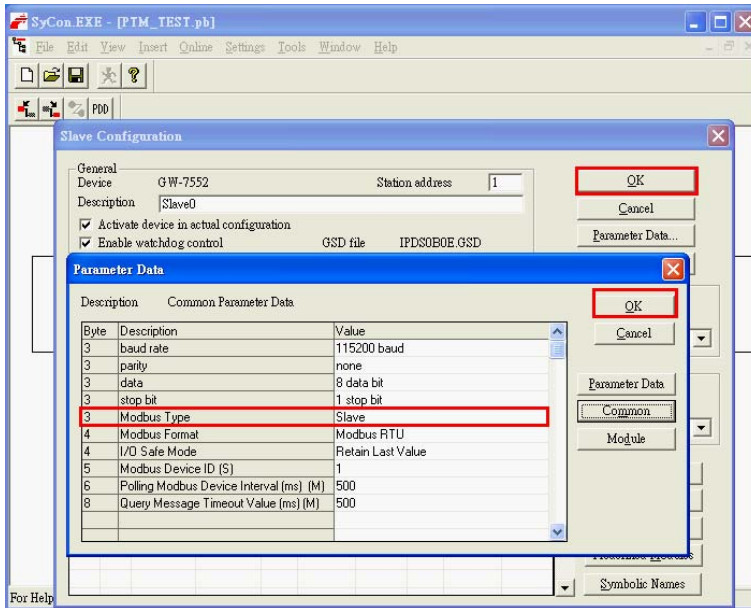 SyCon.EXE - [PTM_TEST.pb]
File Edit View Insert Online Settings Tools Window Help
PDD
Slave Configuration
General
Device GW-7552 Station address 1
OK
Description Slave0
Cancel
Activate device in actual configuration
Enable watchdog control GSD file IPDS0B0E.GSD
Parameter Data...
Parameter Data
Description Common Parameter Data
OK
Cancel
Byte Description Value
3 baud rate 115200 baud
3 parity none
3 data 8 data bit
3 stop bit 1 stop bit
3 Modbus Type Slave
4 Modbus Format Modbus RTU
4 I/O Safe Mode Retain Last Value
5 Modbus Device ID (S) 1
6 Polling Modbus Device Interval (ms) (M) 500
8 Query Message Timeout Value (ms) (M) 500
Parameter Data
Common
Module
Symbolic Names
For Help